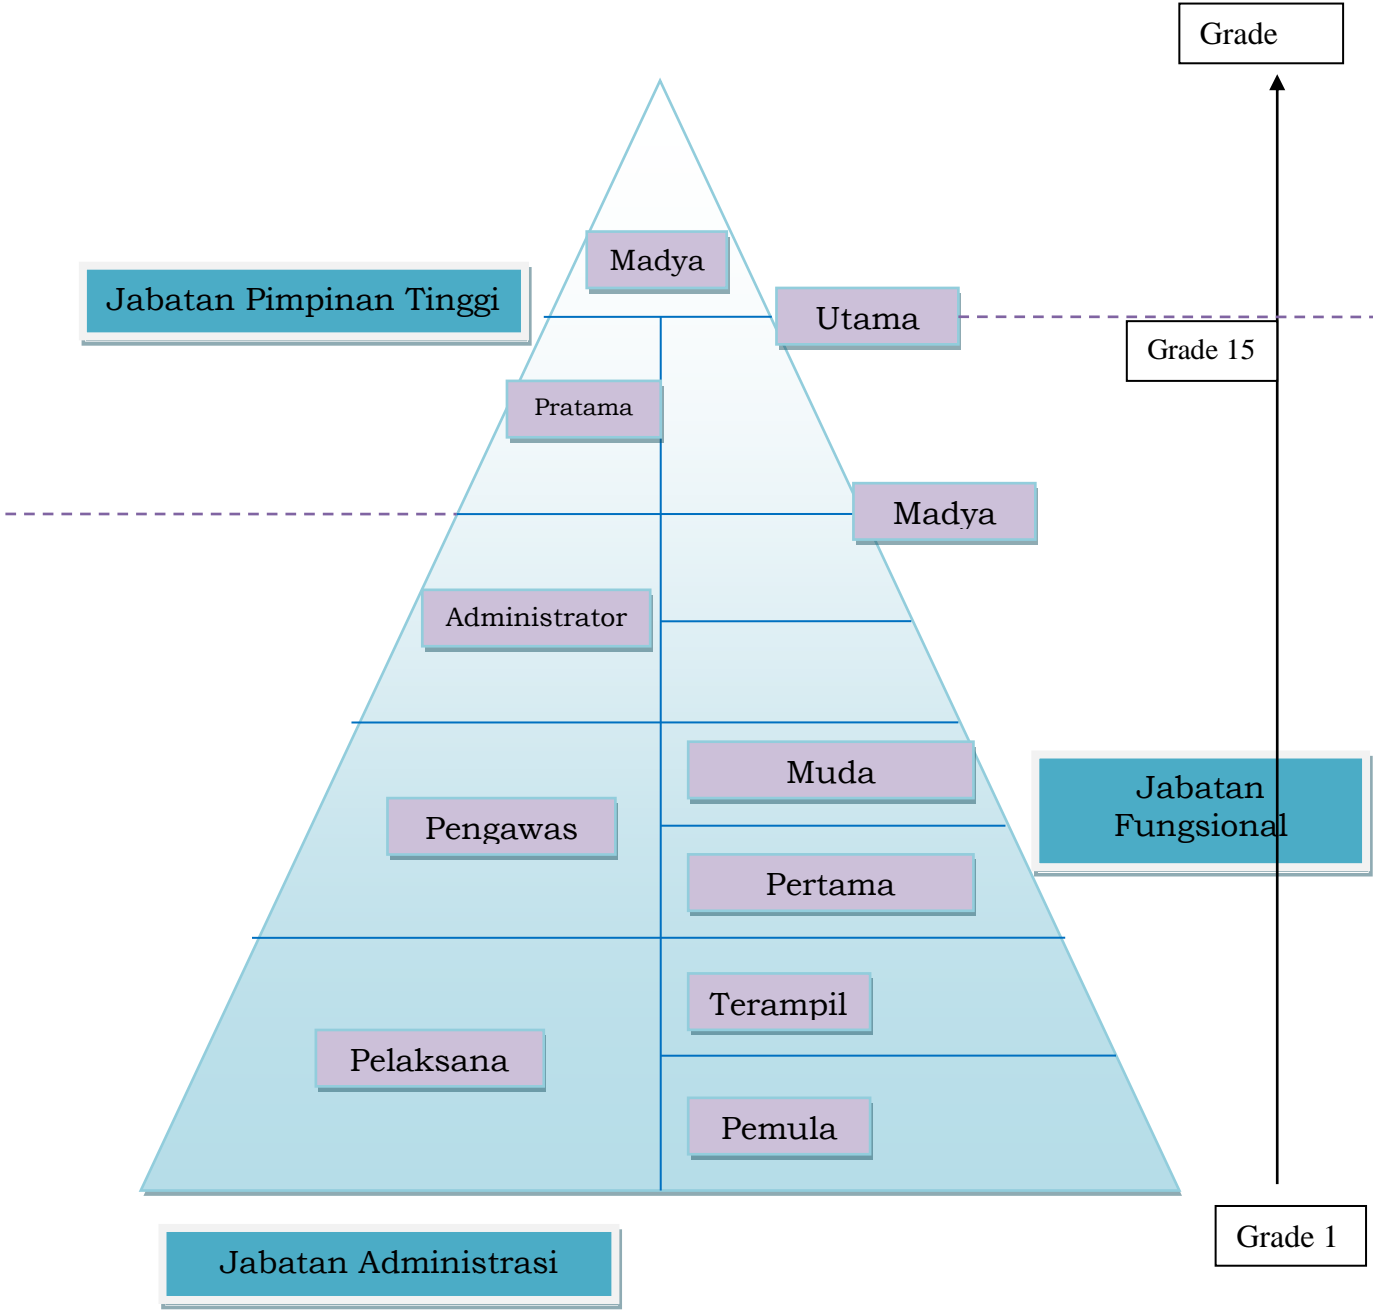 Grade
Madya
Jabatan Pimpinan Tinggi
Utama
Grade 15
Pratama
Madya
Administrator
Muda
Jabatan
Fungsional
Pengawas
Pertama
Terampil
Pelaksana
Pemula
Grade 1
Jabatan Administrasi